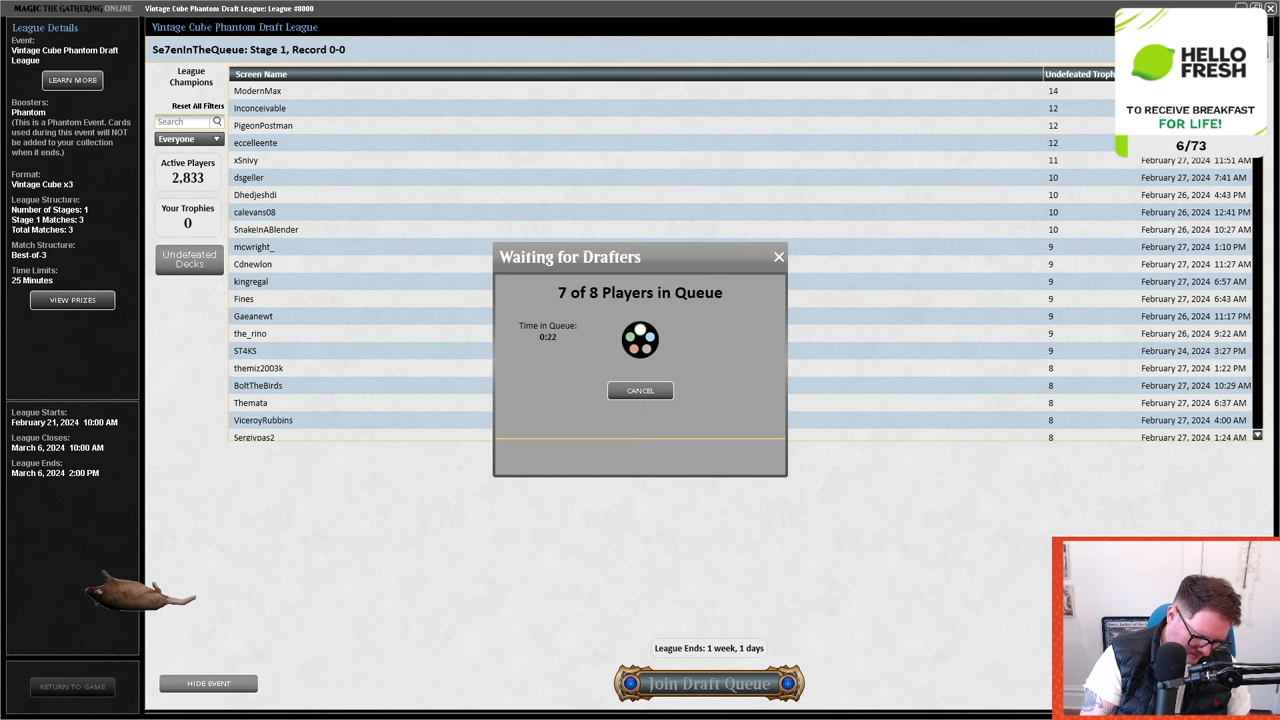 MAGIC THE GATHERING ONLINE
Vintage Cube Phantom Draft League: League #8000
League Details
Event:
Vintage Cube Phantom Draft
League
LEARN MORE
Boosters:
Phantom
(This is a Phantom Event. Cards
used during this event will NOT
be added to your collection
when it ends.)
Format:
Vintage Cube x3
League Structure:
Number of Stages: 1
Stage 1 Matches: 3
Total Matches: 3
Match Structure:
Best-of-3
Time Limits:
25 Minutes
VIEW PRIZES
League Starts:
February 21, 2024 10:00 AM
League Closes:
March 6, 2024 10:00 AM
League Ends:
March 6, 2024 2:00 PM
RETURN TO GAME
Vintage Cube Phantom Draft League
Se7enInTheQueue: Stage 1, Record 0-0
League
Champions
Reset All Filters
Search
Everyone
Active Players
2,833
Your Trophies
0
Undefeated
Decks
Screen Name Undefeated Troph
ModernMax 14
Inconceivable 12
PigeonPostman 12
eccelleente 12
xSnivy 11 February 27, 2024 11:51 AM
dsgeller 10 February 27, 2024 7:41 AM
Dhedjeshdi 10 February 26, 2024 4:43 PM
calevans08 10 February 26, 2024 12:41 PM
SnakeInABlender 10 February 26, 2024 10:27 AM
mcwright_ 9 February 27, 2024 1:10 PM
Cdnewlon 9 February 27, 2024 11:27 AM
kingregal 9 February 27, 2024 6:57 AM
Fines 9 February 27, 2024 6:43 AM
Gaeanewt 9 February 26, 2024 11:17 PM
the_rino 9 February 26, 2024 9:22 AM
ST4KS 9 February 24, 2024 3:27 PM
themiz2003k 8 February 27, 2024 1:22 PM
BoltTheBirds 8 February 27, 2024 10:29 AM
Themata 8 February 27, 2024 6:37 AM
ViceroyRubbins 8 February 27, 2024 4:00 AM
Sergiypas2 8 February 27, 2024 1:24 AM
Waiting for Drafters
7 of 8 Players in Queue
Time in Queue:
0:22
CANCEL
HELLO
FRESH
TO RECEIVE BREAKFAST
FOR LIFE!
6/73
League Ends: 1 week, 1 days
HIDE EVENT
Join Draft Queue